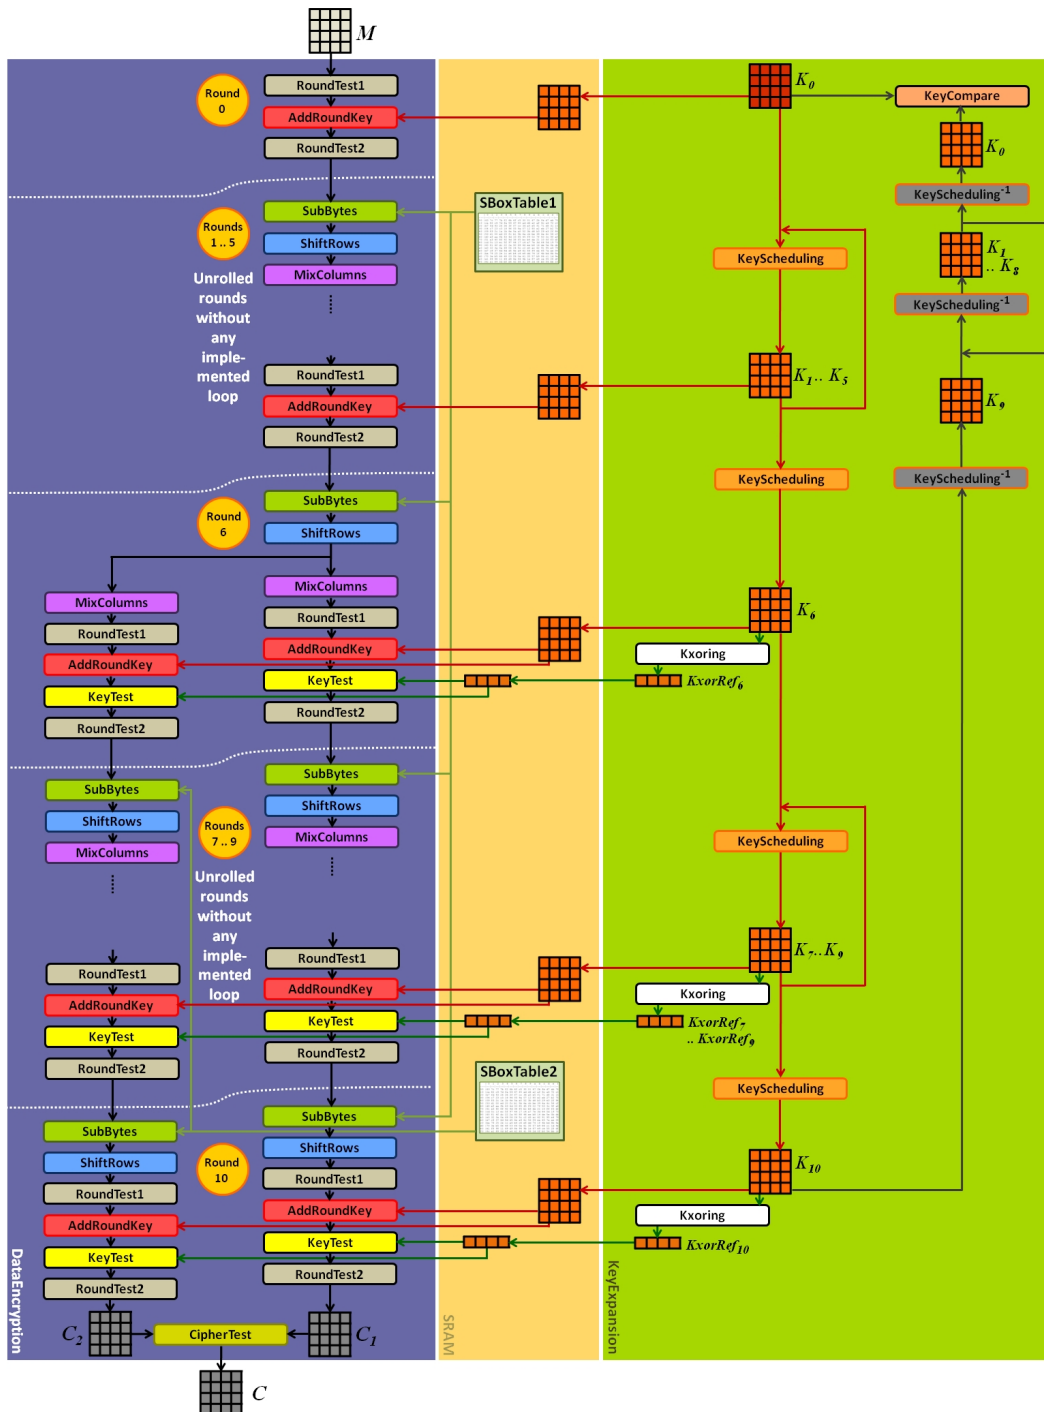 M
Round
0
RoundTest1
AddRoundKey
RoundTest2
K0
KeyCompare
K0
KeyScheduling-1
Rounds
1 .. 5
SubBytes
ShiftRows
MixColumns
SBoxTable1
KeyScheduling
K1
.. K8
KeyScheduling-1
Unrolled
rounds
without
any
imple-
mented
loop
RoundTest1
AddRoundKey
RoundTest2
K1 .. K5
K9
KeyScheduling
KeyScheduling-1
Round
6
SubBytes
ShiftRows
MixColumns
RoundTest1
AddRoundKey
KeyTest
RoundTest2
MixColumns
RoundTest1
AddRoundKey
KeyTest
RoundTest2
K6
Kxoring
KxorRef6
SubBytes
ShiftRows
MixColumns
Rounds
7 .. 9
SubBytes
ShiftRows
MixColumns
KeyScheduling
Unrolled
rounds
without
any
imple-
mented
loop
RoundTest1
AddRoundKey
KeyTest
RoundTest2
RoundTest1
AddRoundKey
KeyTest
RoundTest2
K7..K9
Kxoring
KxorRef7
.. KxorRef9
SBoxTable2
KeyScheduling
SubBytes
ShiftRows
RoundTest1
AddRoundKey
KeyTest
RoundTest2
Round
10
SubBytes
ShiftRows
RoundTest1
AddRoundKey
KeyTest
RoundTest2
K10
Kxoring
KxorRef10
C2
CipherTest
C1
C
DataEncryption
SRAM
KeyExpansion